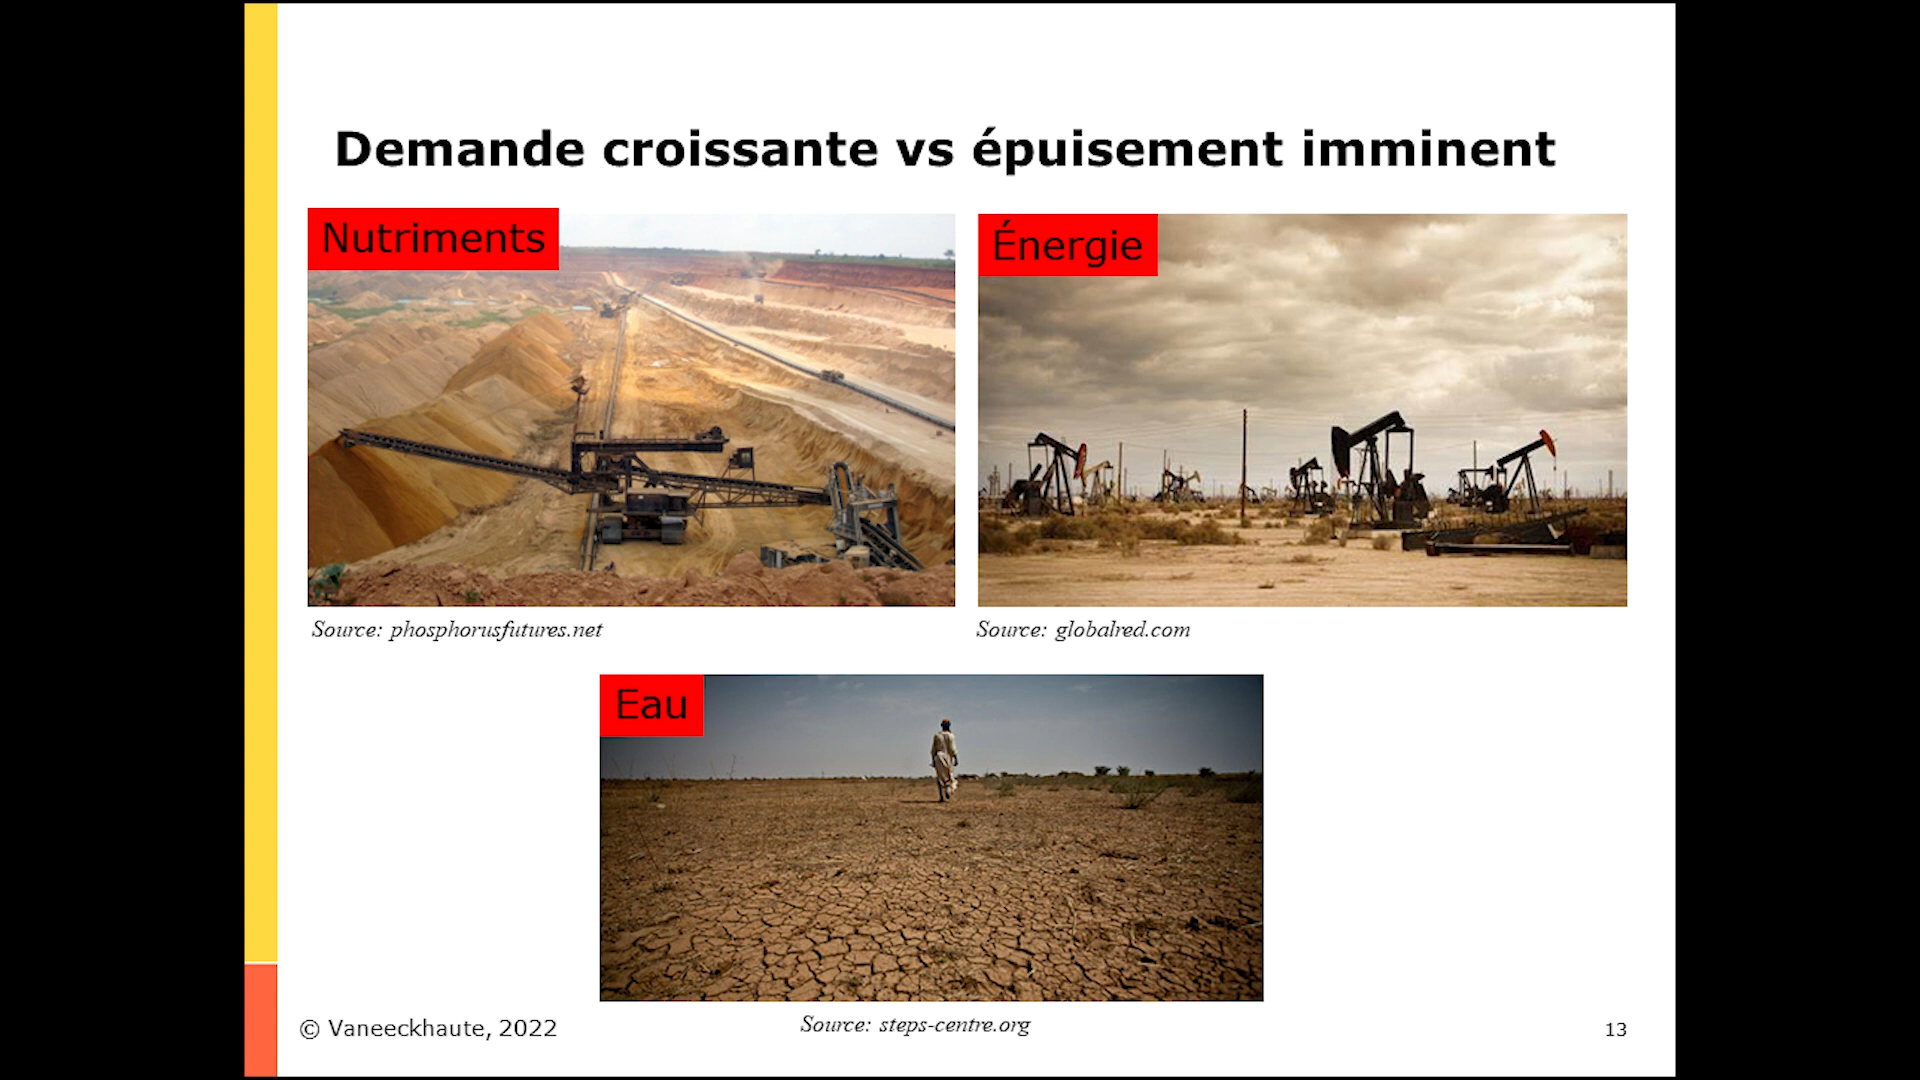 Demande croissante vs épuisement imminent
Nutriments
Énergie
Source: phosphorusfutures.net
Source: globalred.com
Eau
Source: steps-centre.org
© Vaneeckhaute, 2022
13